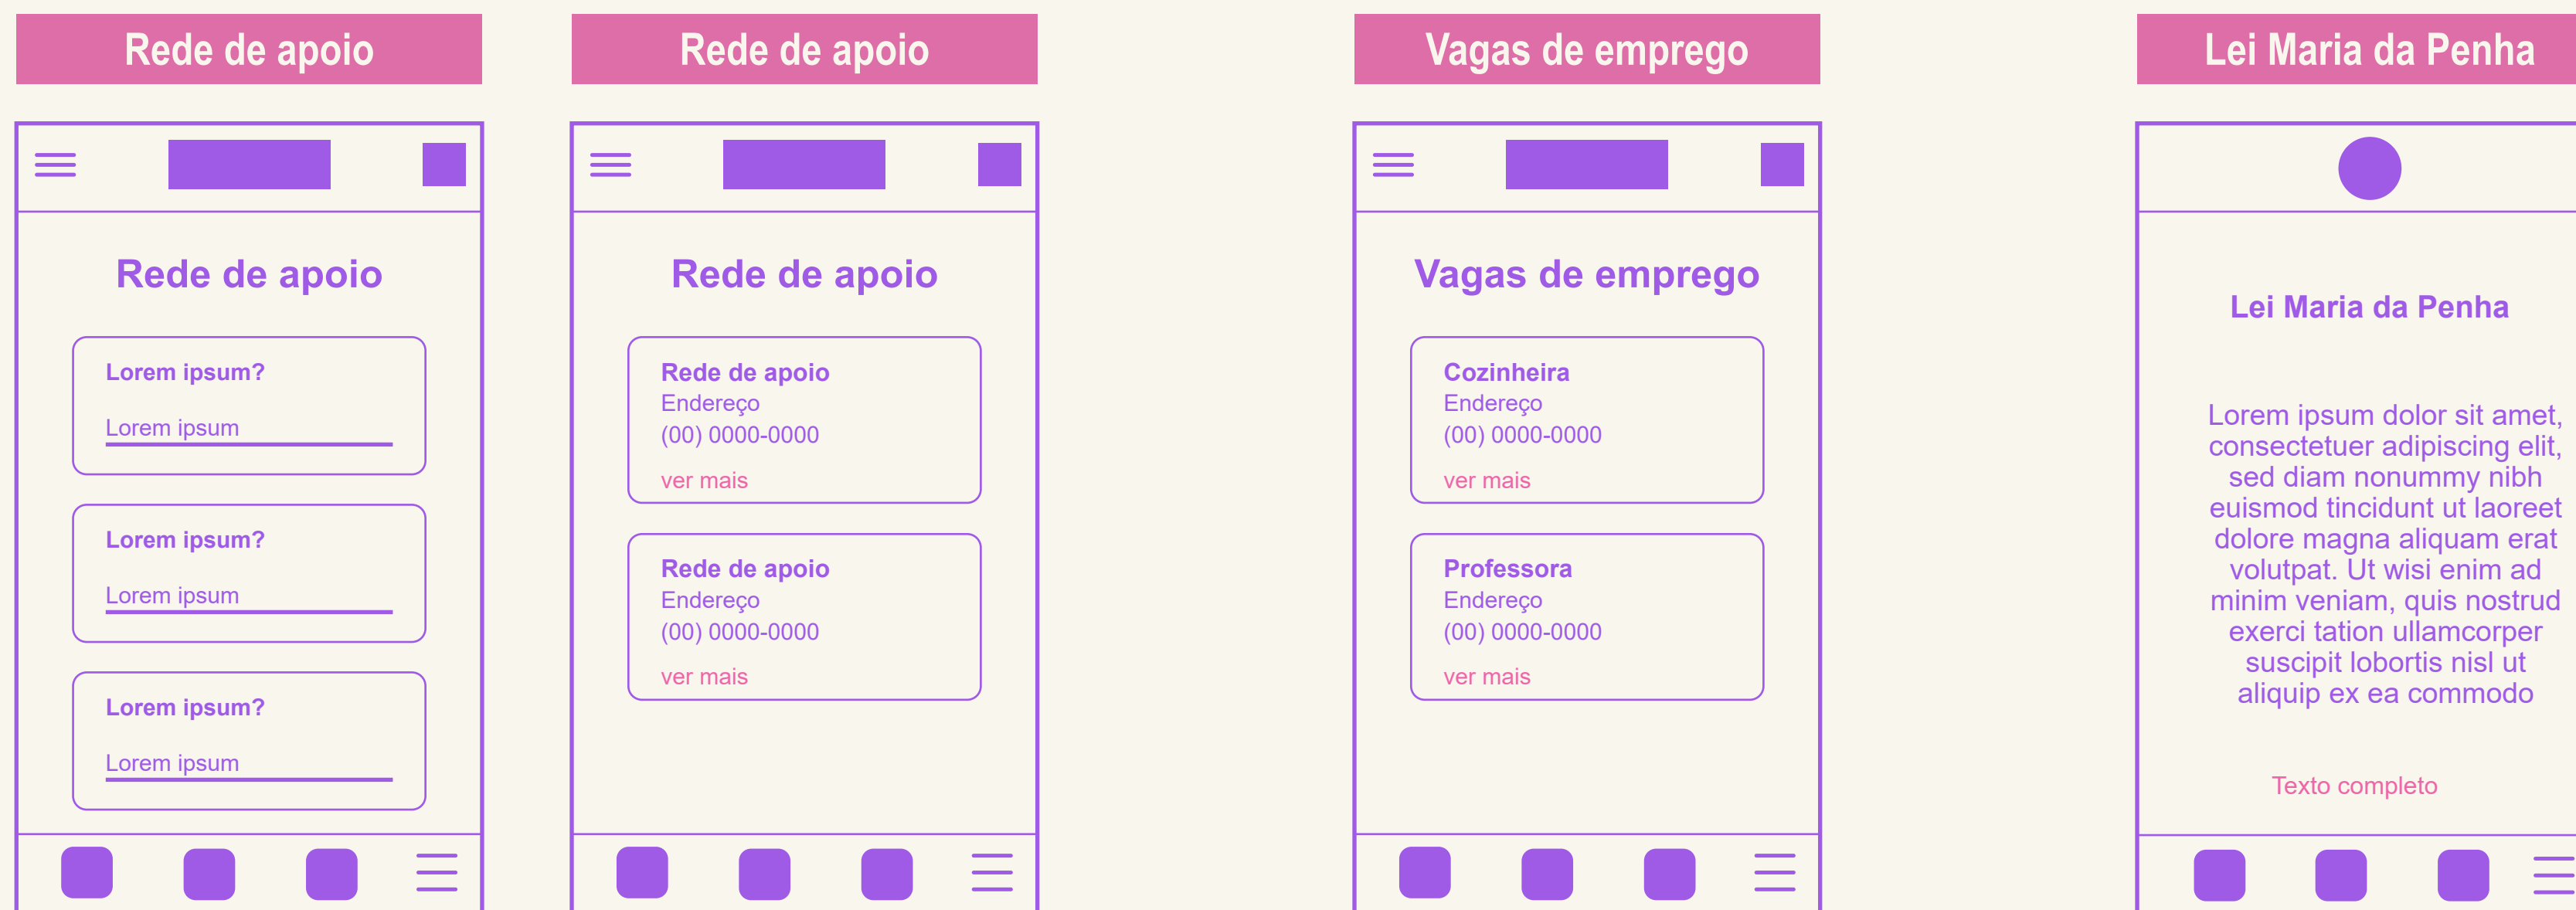 Rede de apoio
Rede de apoio
Lorem ipsum?
Lorem ipsum
Lorem ipsum?
Lorem ipsum
Lorem ipsum?
Lorem ipsum
Rede de apoio
Rede de apoio
Rede de apoio
Endereço
(00) 0000-0000
ver mais
Rede de apoio
Endereço
(00) 0000-0000
ver mais
Vagas de emprego
Vagas de emprego
Cozinheira
Endereço
(00) 0000-0000
ver mais
Professora
Endereço
(00) 0000-0000
ver mais
Lei Maria da Penha
Lei Maria da Penha
Lorem ipsum dolor sit amet,
consectetuer adipiscing elit,
sed diam nonummy nibh
euismod tincidunt ut laoreet
dolore magna aliquam erat
volutpat. Ut wisi enim ad
minim veniam, quis nostrud
exerci tation ullamcorper
suscipit lobortis nisl ut
aliquip ex ea commodo
Texto completo